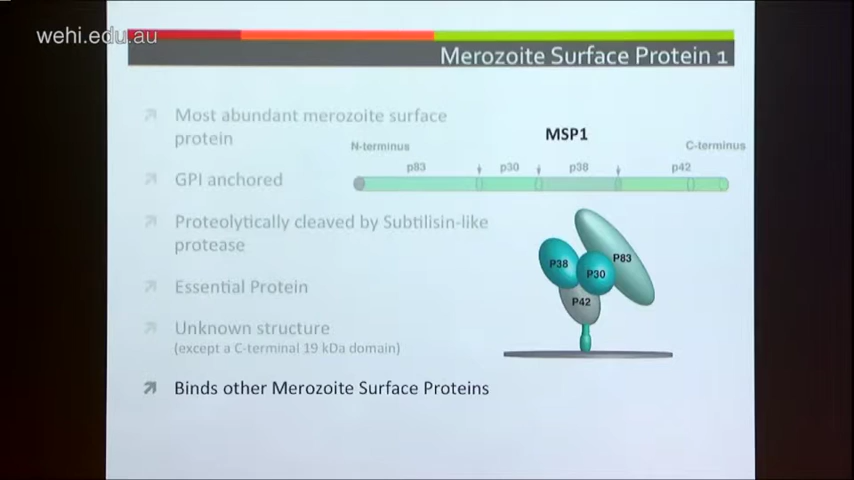 wehi.edu.au
Merozoite Surface Protein 1
Most abundant merozoite surface
protein
GPI anchored
Proteolytically cleaved by Subtilisin-like
protease
Essential Protein
Unknown structure
(except a C-terminal 19 kDa domain)
Binds other Merozoite Surface Proteins
MSP1
N-terminus
C-terminus
p83
p30
p38
p42
P38
P30
P83
P42